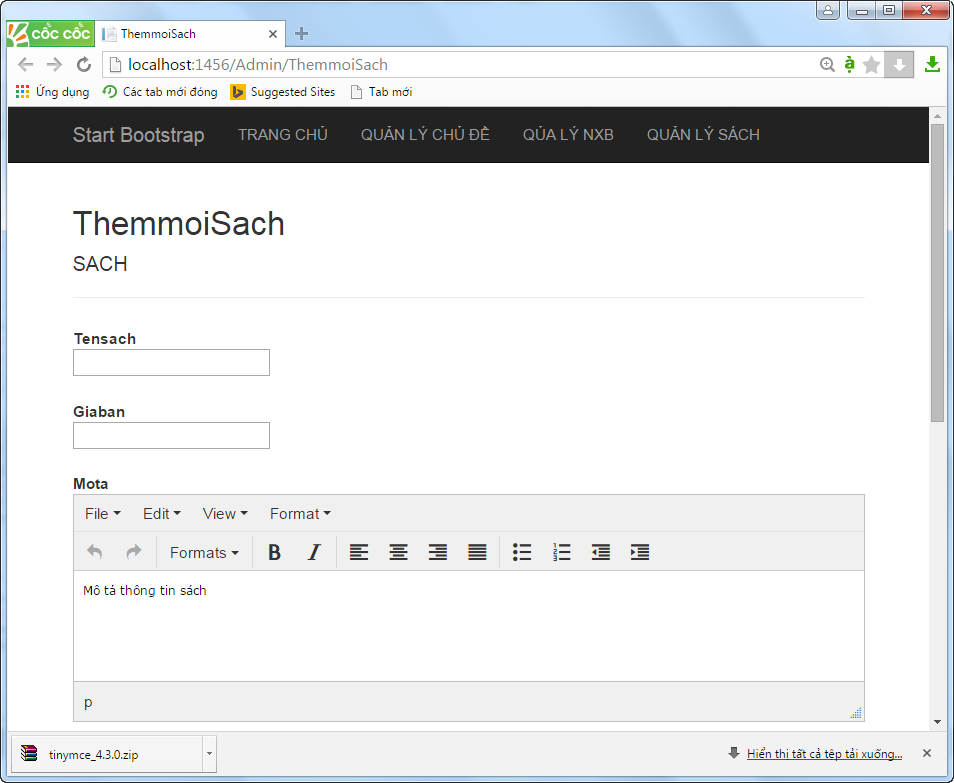 cốc cốc ThemmoiSach
localhost:1456/Admin/ThemmoiSach
Ứng dụng Các tab mới đóng Suggested Sites Tab mới
Start Bootstrap TRANG CHỦ QUẢN LÝ CHỦ ĐỀ QỦA LÝ NXB QUẢN LÝ SÁCH
ThemmoiSach
SACH
Tensach
Giaban
Mota
File Edit View Format
Formats B I
Mô tả thông tin sách
p
tinymce_4.3.0.zip Hiển thị tất cả tệp tải xuống...